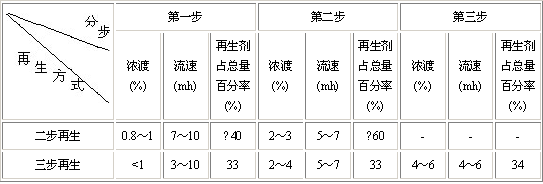 分步
再生方式
第一步 第二步 第三步
浓渡(%) 流速(mh) 再生剂占总量百分率(%) 浓度(%) 流速(mh) 再生剂占总量百分率(%) 浓渡(%) 流速(mh) 再生剂占总量百分率(%)
二步再生 0.8～1 7～10 ?40 2～3 5～7 ?60 - - -
三步再生 <1 3～10 33 2～4 5～7 33 4～6 4～6 34